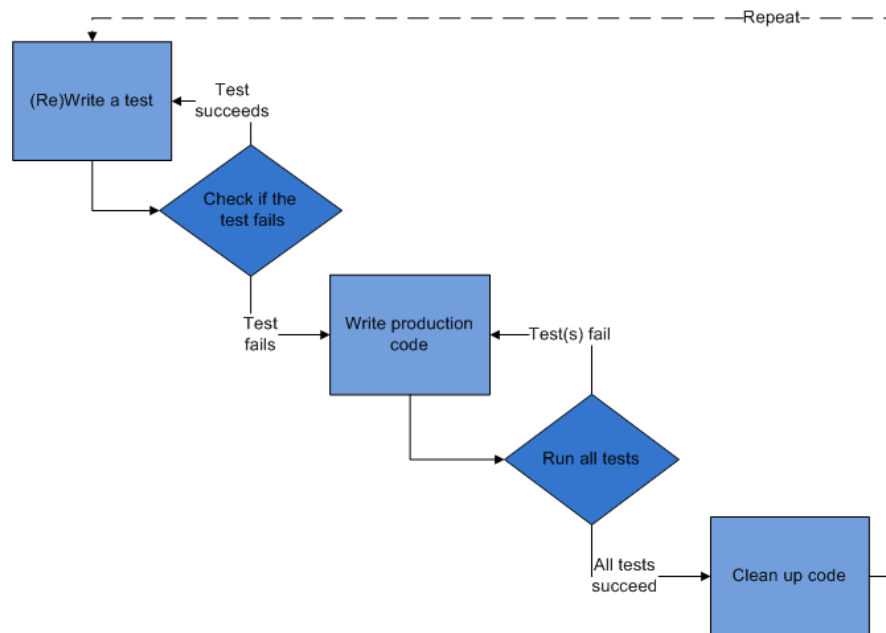 Repeat
(Re)Write a test
Test
succeeds
Check if the
test fails
Test
fails
Write production
code
Test(s) fail
Run all tests
All tests
succeed
Clean up code